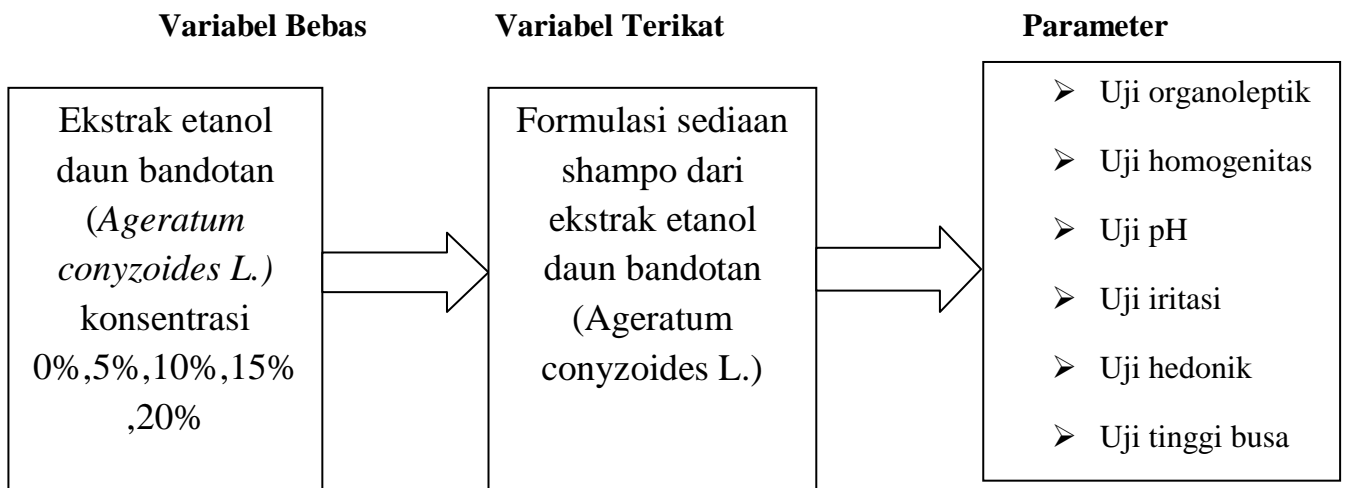 Variabel Bebas
Variabel Terikat
Parameter
Ekstrak etanol
daun bandotan
(Ageratum
conyzoides L.)
konsentrasi
0%,5%,10%,15%
,20%
Formulasi sediaan
shampo dari
ekstrak etanol
daun bandotan
(Ageratum
conyzoides L.)
➢ Uji organoleptik
➢ Uji homogenitas
➢ Uji pH
➢ Uji iritasi
➢ Uji hedonik
➢ Uji tinggi busa